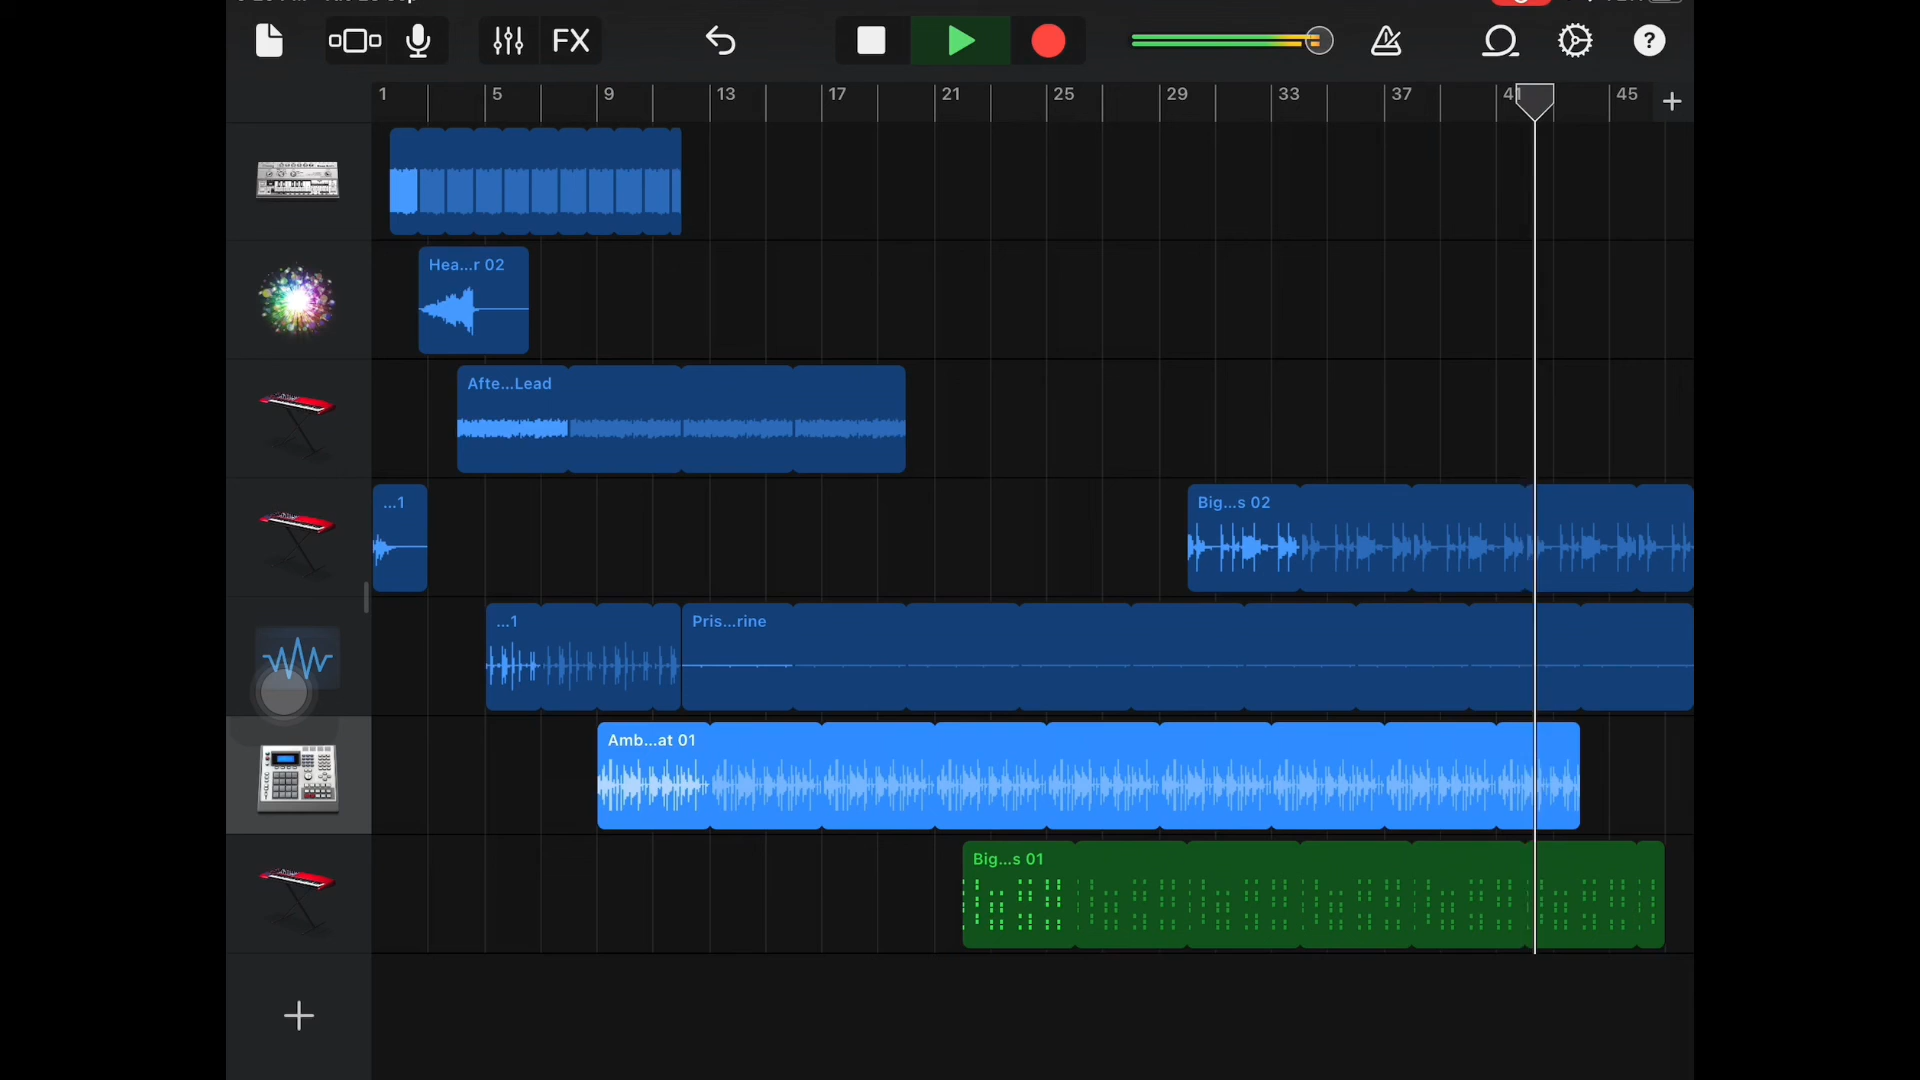 FX
?
1 5 9 13 17 21 25 29 33 37 41 45 +
Hea...r 02
Afte...Lead
...1
Big...s 02
...1
Pris...rine
Amb...at 01
Big...s 01
+